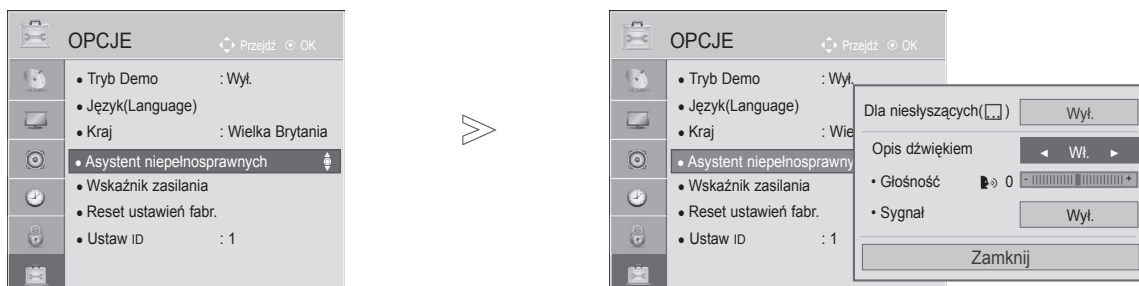 OPCJE Przejdź OK
• Tryb Demo : Wył.
• Język(Language)
• Kraj : Wielka Brytania
• Asystent niepełnosprawnych
• Wskaźnik zasilania
• Reset ustawień fabr.
• Ustaw ID : 1
OPCJE Przejdź OK
• Tryb Demo : Wył.
• Język(Language)
• Kraj : Wie
• Asystent niepełnosprawny
• Wskaźnik zasilania
• Reset ustawień fabr.
• Ustaw ID : 1
Dla niesłyszących( ) Wył.
Opis dźwiękiem ◄ Wł. ►
• Głośność 0 - +
• Sygnał Wył.
Zamknij